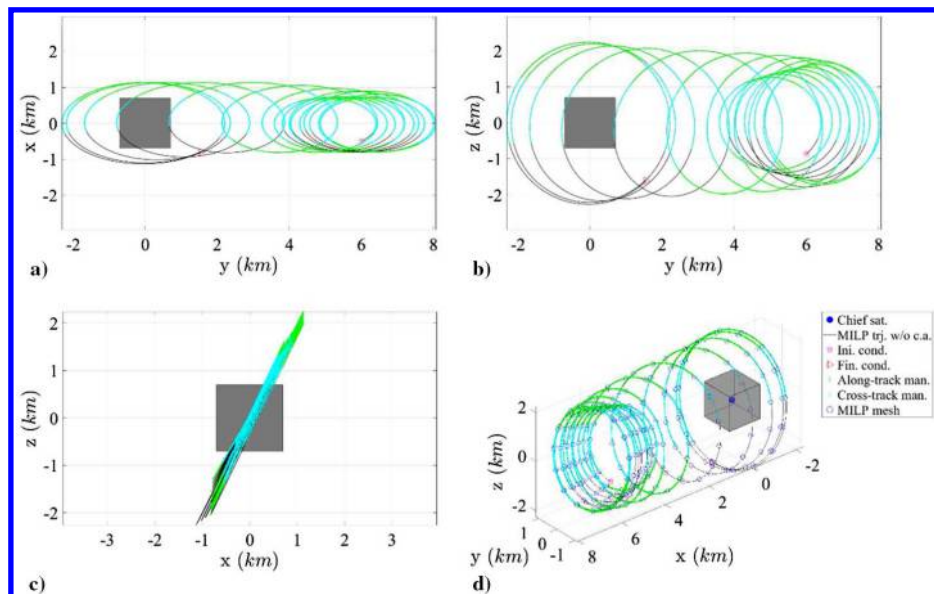 2
1
0
-1
-2
x (km)
-2
0
2
4
6
8
y (km)
a)
2
1
0
-1
-2
z (km)
-2
0
2
4
6
8
y (km)
b)
2
1
0
-1
-2
z (km)
-3
-2
-1
0
1
2
3
x (km)
c)
2
0
-2
z (km)
1
0
-1
y (km)
8
6
4
2
0
-2
x (km)
d)
Chief sat.
MILP trj. w/o c.a.
Ini. cond.
Fin. cond.
Along-track man.
Cross-track man.
MILP mesh